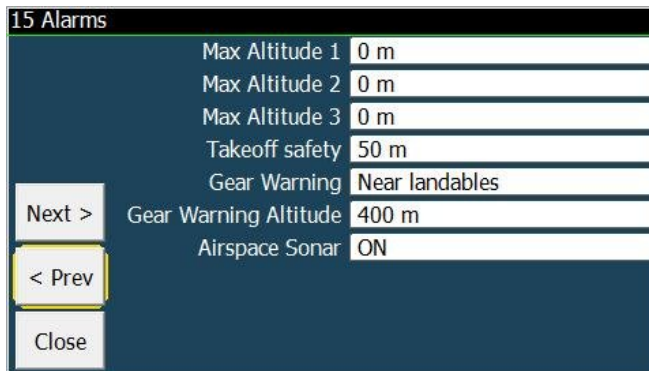 15 Alarms
Max Altitude 1 0 m
Max Altitude 2 0 m
Max Altitude 3 0 m
Takeoff safety 50 m
Gear Warning Near landables
Next > Gear Warning Altitude 400 m
Airspace Sonar ON
< Prev
Close